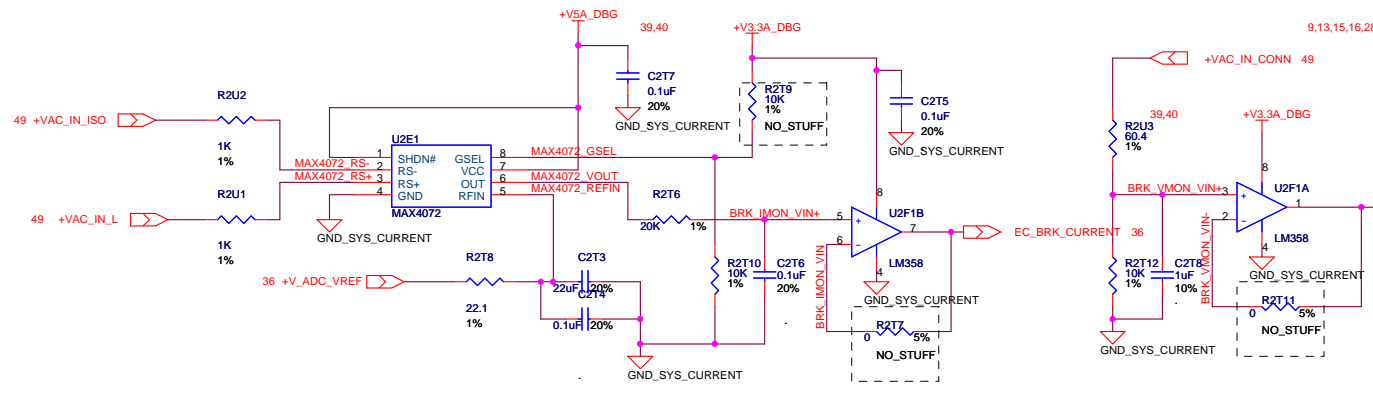 +V5A_DBG
39,40
+V3.3A_DBG
9,13,15,16,28
+VAC_IN_CONN 49
C2T7
0.1uF
20%
GND_SYS_CURRENT
R2T9
10K
1%
NO_STUFF
C2T5
0.1uF
20%
GND_SYS_CURRENT
39,40
+V3.3A_DBG
R2U3
60.4
1%
R2U2
49 +VAC_IN_ISO
1K
1%
U2E1
MAX4072_RS-
MAX4072_RS+
1 SHDN# GSEL 8
2 RS- VCC 7
3 RS+ OUT 6
4 GND RFIN 5
MAX4072
MAX4072_GSEL
MAX4072_VOUT
MAX4072_REFIN
R2U1
49 +VAC_IN_L
1K
1%
GND_SYS_CURRENT
R2T6
20K 1%
BRK_IMON_VIN+
5
6
8
U2F1B
7
LM358
4
GND_SYS_CURRENT
EC_BRK_CURRENT 36
BRK_IMON_VIN
BRK_VMON_VIN+
3
2
8
U2F1A
1
LM358
4
GND_SYS_CURRENT
BRK_VMON_VIN-
36 +V_ADC_VREF
R2T8
22.1
1%
C2T3
22uF 20%
C2T4
0.1uF 20%
R2T10
10K
1%
C2T6
0.1uF
20%
R2T7
0 5%
NO_STUFF
R2T12
10K
1%
C2T8
1uF
10%
R2T11
0 5%
NO_STUFF
GND_SYS_CURRENT
GND_SYS_CURRENT